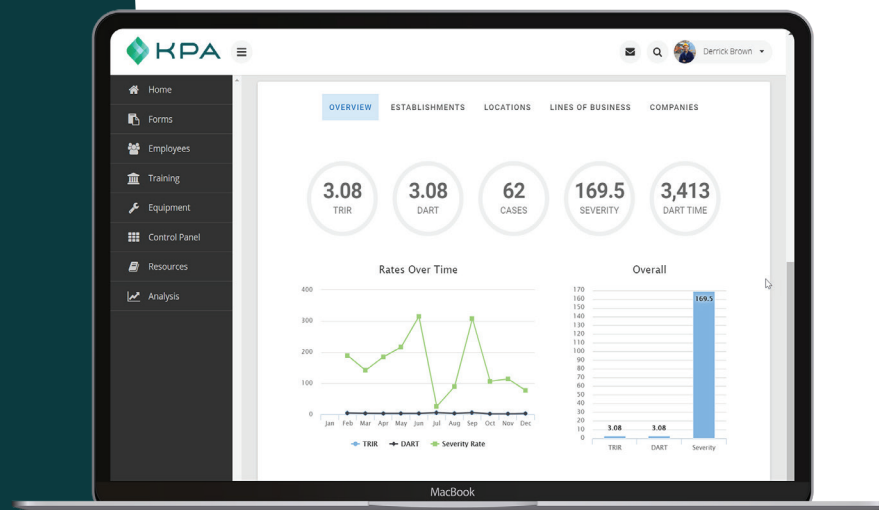 KPA
Derrick Brown
Home
Forms
Employees
Training
Equipment
Control Panel
Resources
Analysis
OVERVIEW ESTABLISHMENTS LOCATIONS LINES OF BUSINESS COMPANIES
3.08 3.08 62 169.5 3,413
TRIR DART CASES SEVERITY DART TIME
Rates Over Time
400
300
200
100
0
Jan Feb Mar Apr May Jun Jul Aug Sep Oct Nov Dec
TRIR DART Severity Rate
Overall
170
160
150
140
130
120
110
100
90
80
70
60
50
40
30
20
10
0
3.08 3.08 169.5
TRIR DART Severity
MacBook